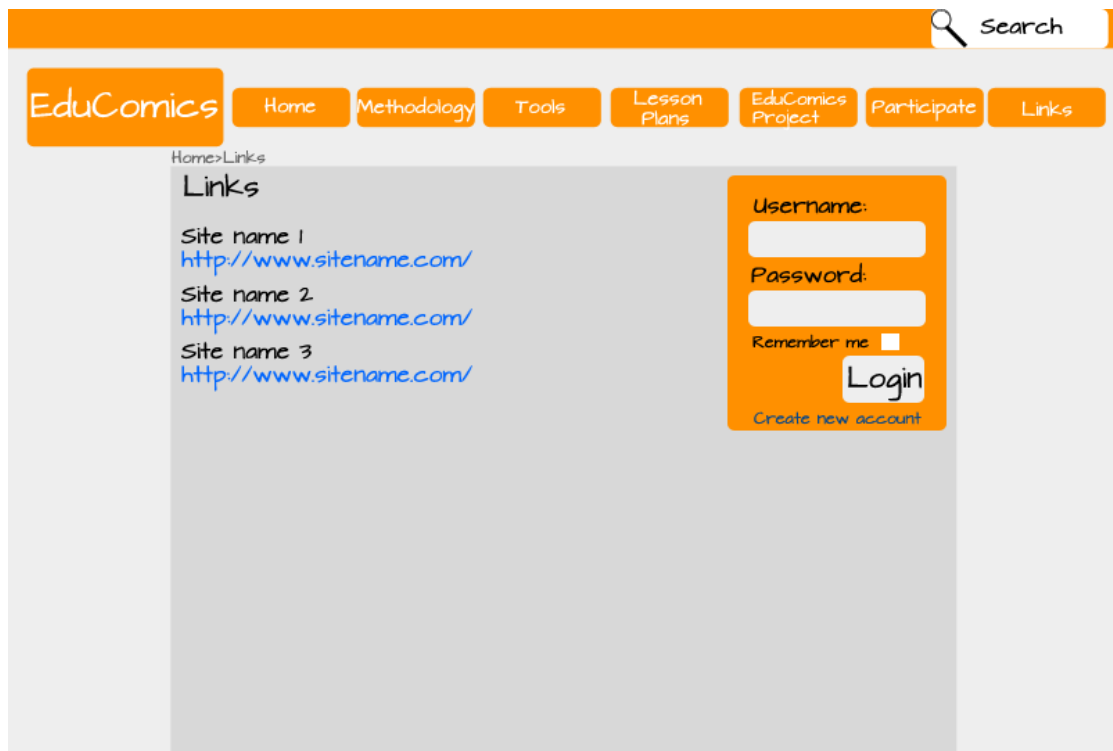 Search
EduComics
Home
Methodology
Tools
Lesson
Plans
EduComics
Project
Participate
Links
Home>Links
Links
Site name 1
http://www.sitename.com/
Site name 2
http://www.sitename.com/
Site name 3
http://www.sitename.com/
Username:
Password:
Remember me
Login
Create new account